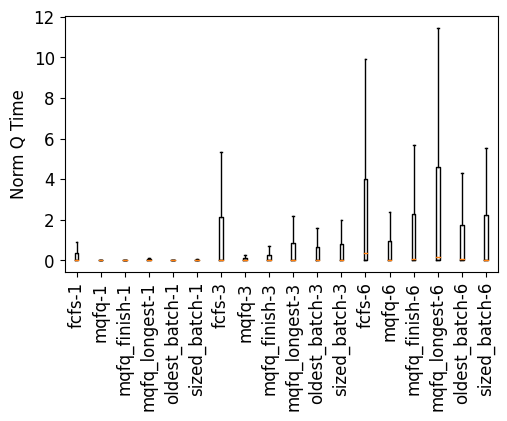 Norm Q Time
12
10
8
6
4
2
0
fcfs-1
mqfq-1
mqfq_finish-1
mqfq_longest-1
oldest_batch-1
sized_batch-1
fcfs-3
mqfq-3
mqfq_finish-3
mqfq_longest-3
oldest_batch-3
sized_batch-3
fcfs-6
mqfq-6
mqfq_finish-6
mqfq_longest-6
oldest_batch-6
sized_batch-6